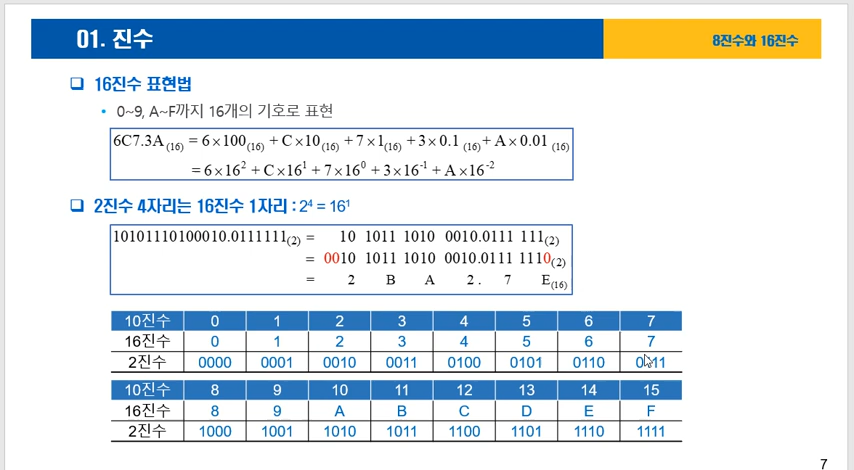 01. 진수
8진수와 16진수
❑ 16진수 표현법
• 0~9, A~F까지 16개의 기호로 표현
6C7.3A(16) = 6×100(16) + C×10(16) + 7×1(16) + 3×0.1 (16) + A×0.01 (16)
= 6×16² + C×16¹ + 7×16⁰ + 3×16⁻¹ + A×16⁻²
❑ 2진수 4자리는 16진수 1자리 : 2⁴ = 16¹
10101110100010.0111111(2) = 10 1011 1010 0010.0111 111(2)
= 0010 1011 1010 0010.0111 1110(2)
= 2 B A 2 . 7 E(16)
10진수 0 1 2 3 4 5 6 7
16진수 0 1 2 3 4 5 6 7
2진수 0000 0001 0010 0011 0100 0101 0110 0111
10진수 8 9 10 11 12 13 14 15
16진수 8 9 A B C D E F
2진수 1000 1001 1010 1011 1100 1101 1110 1111
7